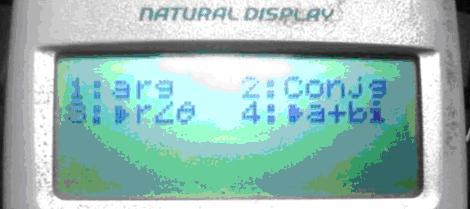 NATURAL DISPLAY
1:arg 2:Conjg
3:▶r∠θ 4:▶a+bi